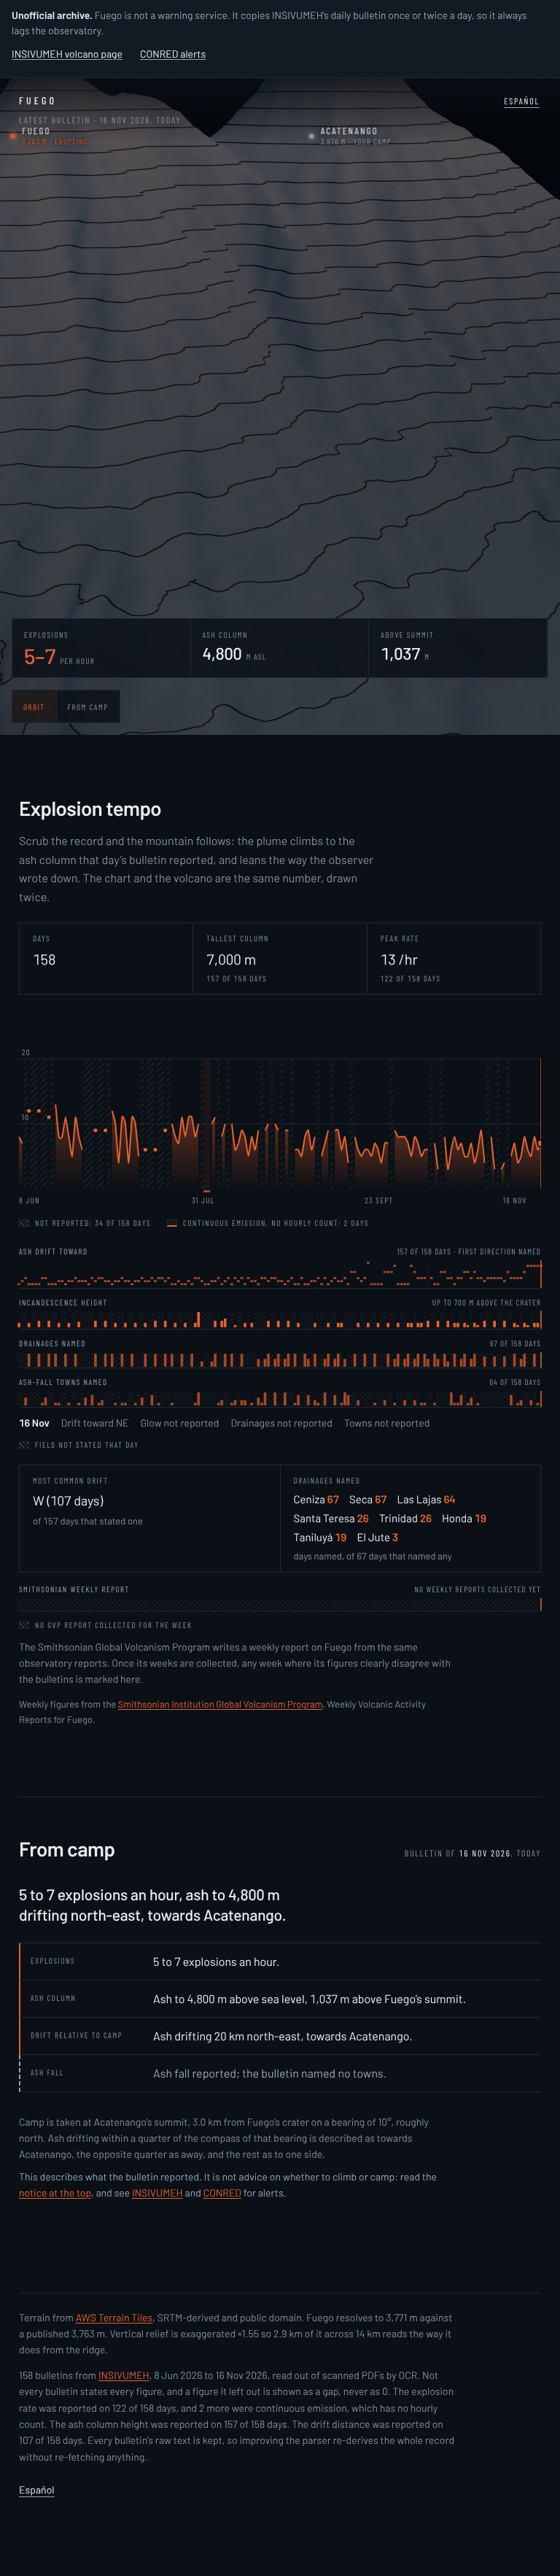 Unofficial archive. Fuego is not a warning service. It copies INSIVUMEH's daily bulletin once or twice a day, so it always
lags the observatory.
INSIVUMEH volcano page CONRED alerts
FUEGO
ESPAÑOL
LATEST BULLETIN · 16 NOV 2026, TODAY
FUEGO
3,763 M · ERUPTING
ACATENANGO
3,976 M · YOUR CAMP
EXPLOSIONS
5–7 PER HOUR
ASH COLUMN
4,800 M ASL
ABOVE SUMMIT
1,037 M
ORBIT
FROM CAMP
Explosion tempo
Scrub the record and the mountain follows: the plume climbs to the
ash column that day's bulletin reported, and leans the way the observer
wrote down. The chart and the volcano are the same number, drawn
twice.
DAYS
158
TALLEST COLUMN
7,000 m
157 OF 158 DAYS
PEAK RATE
13 /hr
122 OF 158 DAYS
20
10
8 JUN 31 JUL 23 SEPT 16 NOV
NOT REPORTED: 34 OF 158 DAYS CONTINUOUS EMISSION, NO HOURLY COUNT: 2 DAYS
ASH DRIFT TOWARD 157 OF 158 DAYS · FIRST DIRECTION NAMED
INCANDESCENCE HEIGHT UP TO 700 M ABOVE THE CRATER
DRAINAGES NAMED 67 OF 158 DAYS
ASH-FALL TOWNS NAMED 64 OF 158 DAYS
16 Nov Drift toward NE Glow not reported Drainages not reported Towns not reported
FIELD NOT STATED THAT DAY
MOST COMMON DRIFT
W (107 days)
of 157 days that stated one
DRAINAGES NAMED
Ceniza 67 Seca 67 Las Lajas 64
Santa Teresa 26 Trinidad 26 Honda 19
Taniluyá 19 El Jute 3
days named, of 67 days that named any
SMITHSONIAN WEEKLY REPORT NO WEEKLY REPORTS COLLECTED YET
NO GVP REPORT COLLECTED FOR THE WEEK
The Smithsonian Global Volcanism Program writes a weekly report on Fuego from the same
observatory reports. Once its weeks are collected, any week where its figures clearly disagree with
the bulletins is marked here.
Weekly figures from the Smithsonian Institution Global Volcanism Program, Weekly Volcanic Activity
Reports for Fuego.
From camp
BULLETIN OF 16 NOV 2026, TODAY
5 to 7 explosions an hour, ash to 4,800 m
drifting north-east, towards Acatenango.
EXPLOSIONS 5 to 7 explosions an hour.
ASH COLUMN Ash to 4,800 m above sea level, 1,037 m above Fuego's summit.
DRIFT RELATIVE TO CAMP Ash drifting 20 km north-east, towards Acatenango.
ASH FALL Ash fall reported; the bulletin named no towns.
Camp is taken at Acatenango's summit, 3.0 km from Fuego's crater on a bearing of 10°, roughly
north. Ash drifting within a quarter of the compass of that bearing is described as towards
Acatenango, the opposite quarter as away, and the rest as to one side.
This describes what the bulletin reported. It is not advice on whether to climb or camp: read the
notice at the top, and see INSIVUMEH and CONRED for alerts.
Terrain from AWS Terrain Tiles, SRTM-derived and public domain. Fuego resolves to 3,771 m against
a published 3,763 m. Vertical relief is exaggerated ×1.55 so 2.9 km of it across 14 km reads the way it
does from the ridge.
158 bulletins from INSIVUMEH, 8 Jun 2026 to 16 Nov 2026, read out of scanned PDFs by OCR. Not
every bulletin states every figure, and a figure it left out is shown as a gap, never as 0. The explosion
rate was reported on 122 of 158 days, and 2 more were continuous emission, which has no hourly
count. The ash column height was reported on 157 of 158 days. The drift distance was reported on
107 of 158 days. Every bulletin's raw text is kept, so improving the parser re-derives the whole record
without re-fetching anything.
Español